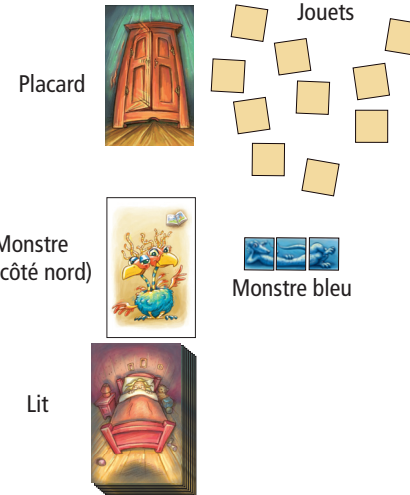 Jouets
Placard
Monstre
côté nord)
Monstre bleu
Lit